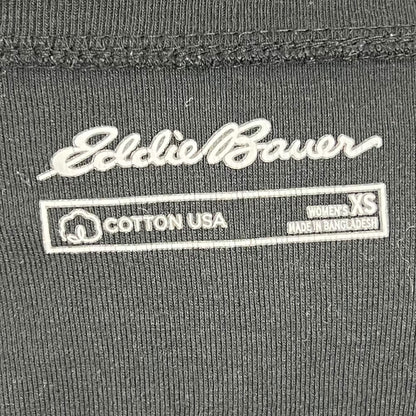 Eddie Bauer
COTTON USA
WOMEN'S XS
MADE IN BANGLADESH